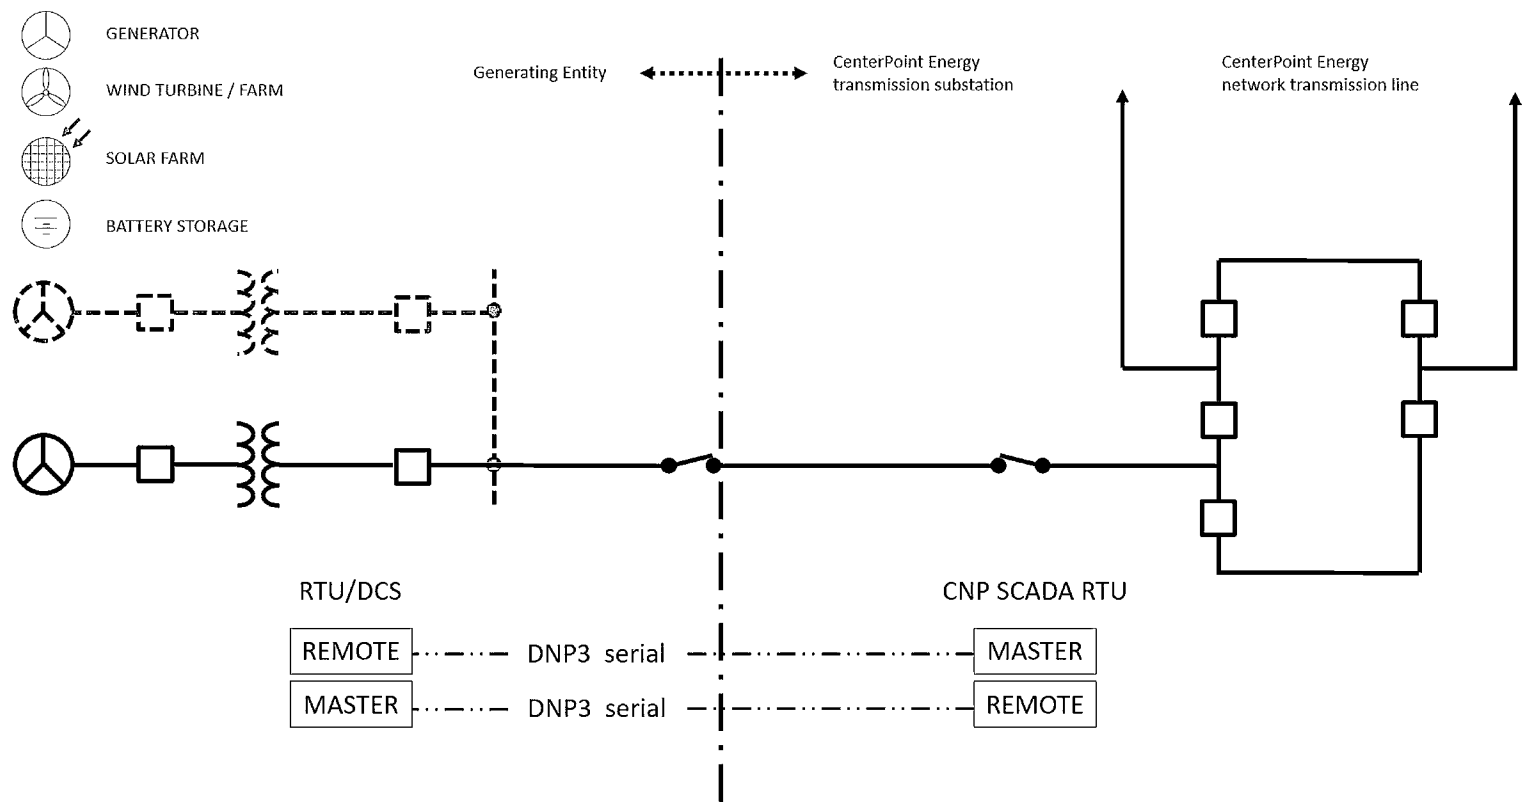 GENERATOR
WIND TURBINE / FARM
SOLAR FARM
BATTERY STORAGE
Generating Entity
CenterPoint Energy
transmission substation
CenterPoint Energy
network transmission line
RTU/DCS
CNP SCADA RTU
REMOTE
DNP3 serial
MASTER
MASTER
DNP3 serial
REMOTE